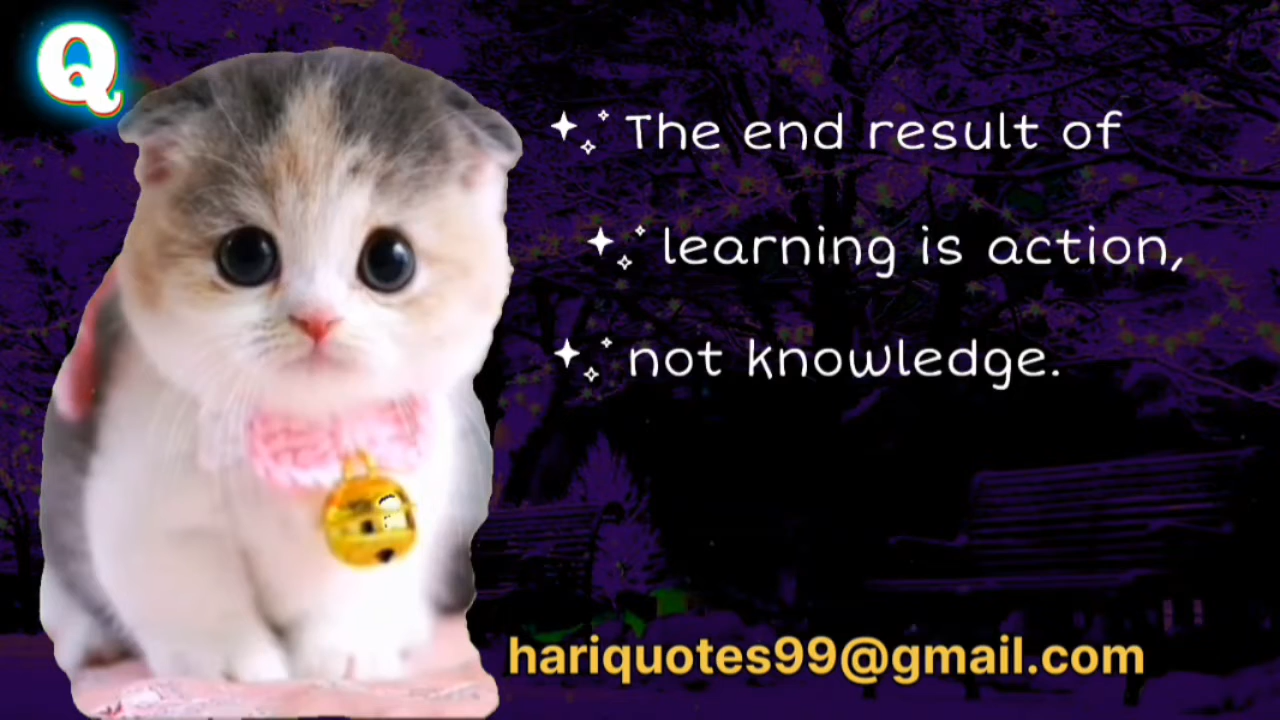 Q
The end result of
learning is action,
not knowledge.
hariquotes99@gmail.com